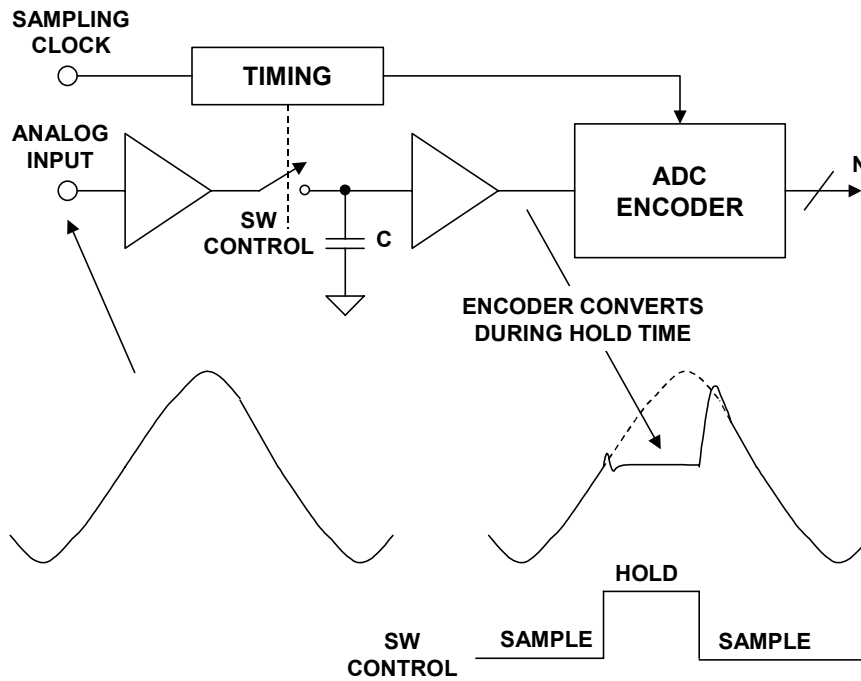 SAMPLING
CLOCK
TIMING
ANALOG
INPUT
ADC
ENCODER
N
SW
CONTROL
C
ENCODER CONVERTS
DURING HOLD TIME
HOLD
SW
CONTROL
SAMPLE
SAMPLE